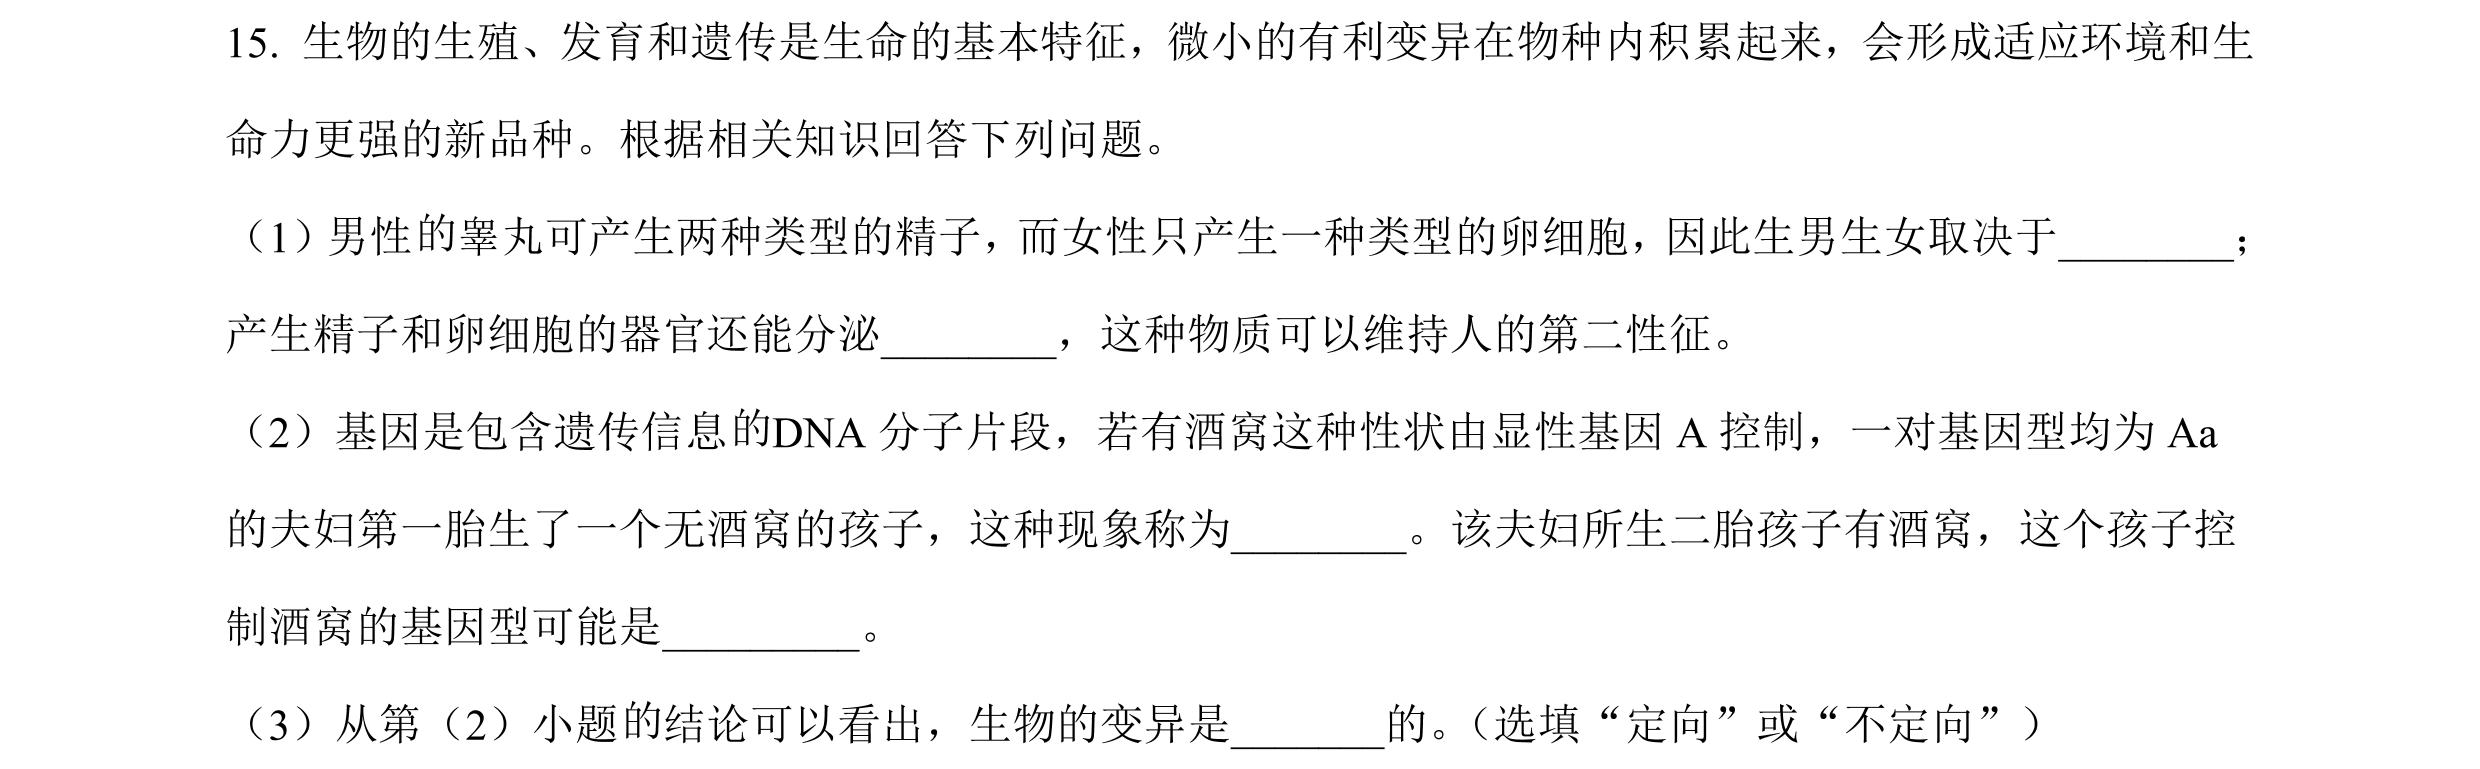 15. 生物的生殖、发育和遗传是生命的基本特征，微小的有利变异在物种内积累起来，会形成适应环境和生
命力更强的新品种。根据相关知识回答下列问题。
（1）男性的睾丸可产生两种类型的精子，而女性只产生一种类型的卵细胞，因此生男生女取决于________；
产生精子和卵细胞的器官还能分泌________，这种物质可以维持人的第二性征。
（2）基因是包含遗传信息的DNA 分子片段，若有酒窝这种性状由显性基因 A 控制，一对基因型均为 Aa
的夫妇第一胎生了一个无酒窝的孩子，这种现象称为________。该夫妇所生二胎孩子有酒窝，这个孩子控
制酒窝的基因型可能是_________。
（3）从第（2）小题的结论可以看出，生物的变异是_______的。（选填“定向”或“不定向”）